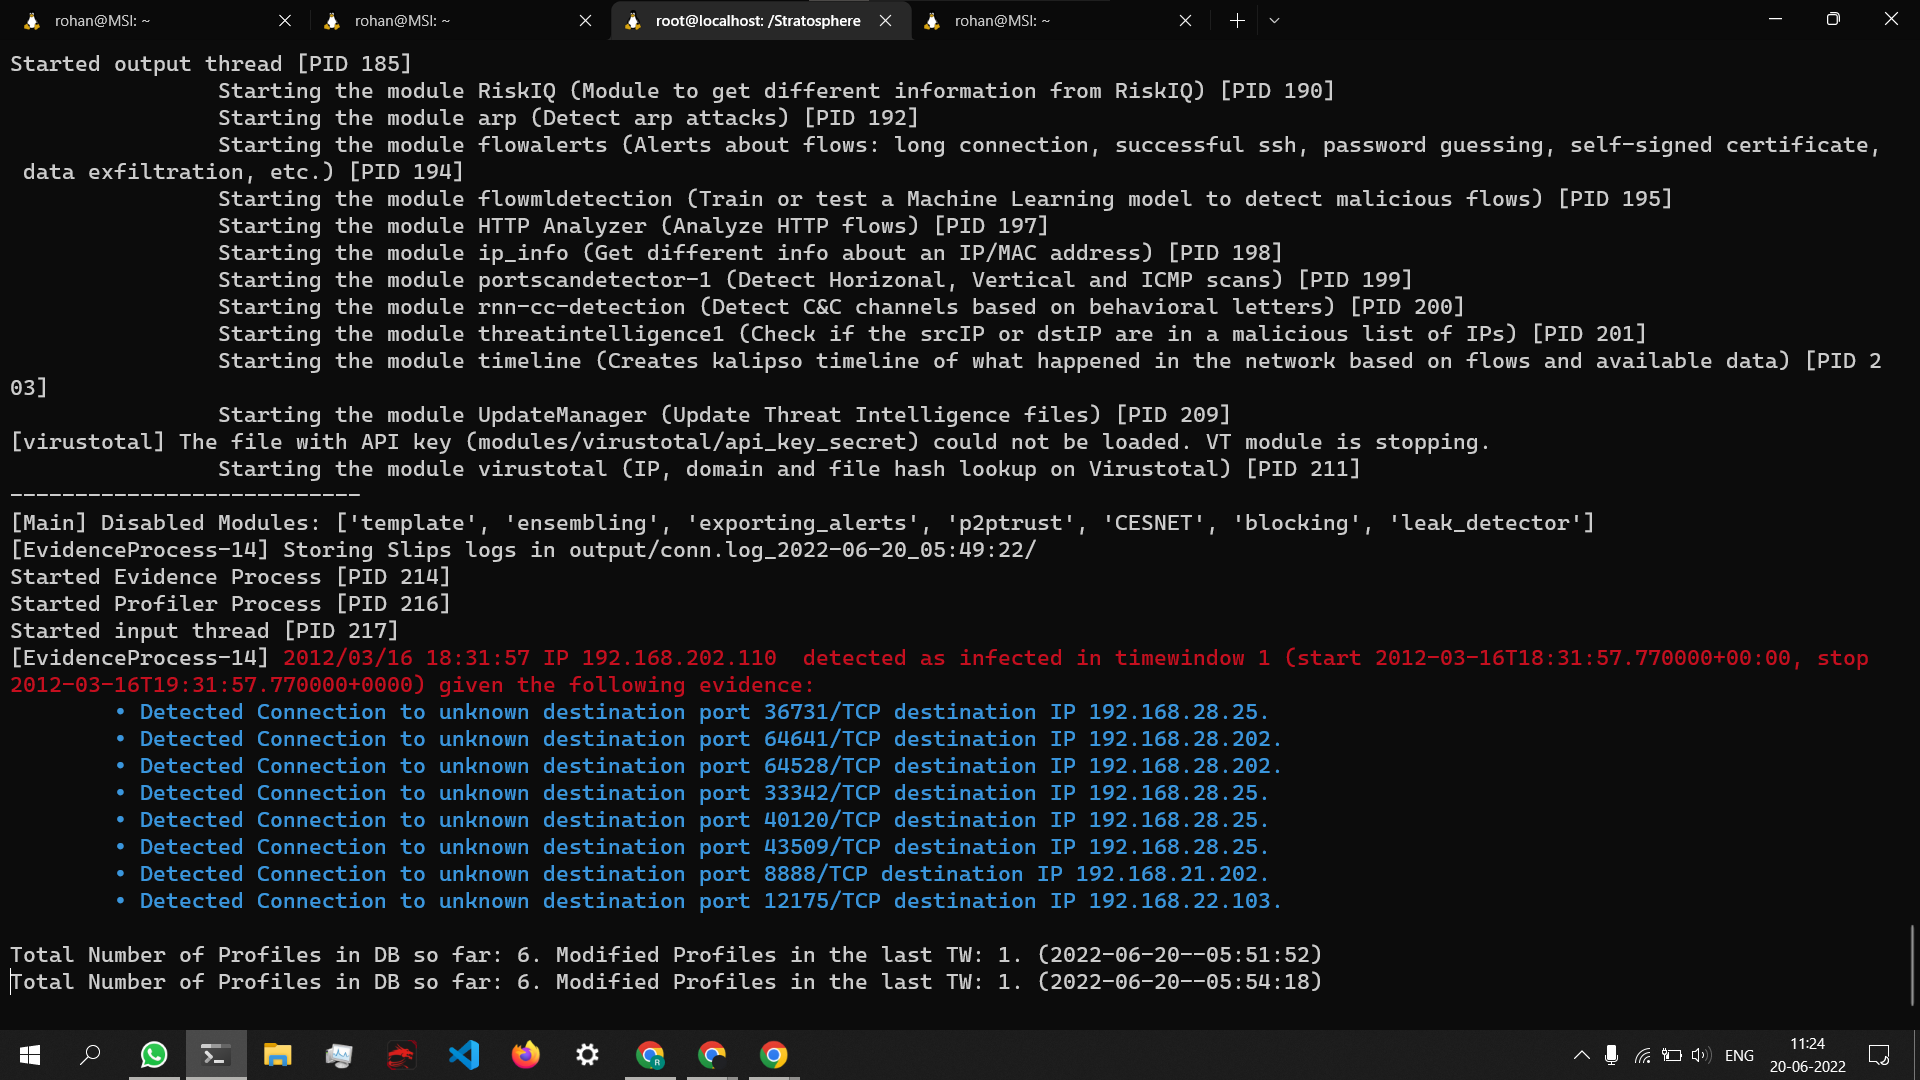 rohan@MSI: ~
rohan@MSI: ~
root@localhost: /Stratosphere
rohan@MSI: ~
Started output thread [PID 185]
Starting the module RiskIQ (Module to get different information from RiskIQ) [PID 190]
Starting the module arp (Detect arp attacks) [PID 192]
Starting the module flowalerts (Alerts about flows: long connection, successful ssh, password guessing, self-signed certificate,
data exfiltration, etc.) [PID 194]
Starting the module flowmldetection (Train or test a Machine Learning model to detect malicious flows) [PID 195]
Starting the module HTTP Analyzer (Analyze HTTP flows) [PID 197]
Starting the module ip_info (Get different info about an IP/MAC address) [PID 198]
Starting the module portscandetector-1 (Detect Horizonal, Vertical and ICMP scans) [PID 199]
Starting the module rnn-cc-detection (Detect C&C channels based on behavioral letters) [PID 200]
Starting the module threatintelligence1 (Check if the srcIP or dstIP are in a malicious list of IPs) [PID 201]
Starting the module timeline (Creates kalipso timeline of what happened in the network based on flows and available data) [PID 2
03]
Starting the module UpdateManager (Update Threat Intelligence files) [PID 209]
[virustotal] The file with API key (modules/virustotal/api_key_secret) could not be loaded. VT module is stopping.
Starting the module virustotal (IP, domain and file hash lookup on Virustotal) [PID 211]
---------------------------
[Main] Disabled Modules: ['template', 'ensembling', 'exporting_alerts', 'p2ptrust', 'CESNET', 'blocking', 'leak_detector']
[EvidenceProcess-14] Storing Slips logs in output/conn.log_2022-06-20_05:49:22/
Started Evidence Process [PID 214]
Started Profiler Process [PID 216]
Started input thread [PID 217]
[EvidenceProcess-14] 2012/03/16 18:31:57 IP 192.168.202.110  detected as infected in timewindow 1 (start 2012-03-16T18:31:57.770000+00:00, stop
2012-03-16T19:31:57.770000+0000) given the following evidence:
• Detected Connection to unknown destination port 36731/TCP destination IP 192.168.28.25.
• Detected Connection to unknown destination port 64641/TCP destination IP 192.168.28.202.
• Detected Connection to unknown destination port 64528/TCP destination IP 192.168.28.202.
• Detected Connection to unknown destination port 33342/TCP destination IP 192.168.28.25.
• Detected Connection to unknown destination port 40120/TCP destination IP 192.168.28.25.
• Detected Connection to unknown destination port 43509/TCP destination IP 192.168.28.25.
• Detected Connection to unknown destination port 8888/TCP destination IP 192.168.21.202.
• Detected Connection to unknown destination port 12175/TCP destination IP 192.168.22.103.
Total Number of Profiles in DB so far: 6. Modified Profiles in the last TW: 1. (2022-06-20--05:51:52)
Total Number of Profiles in DB so far: 6. Modified Profiles in the last TW: 1. (2022-06-20--05:54:18)
R
ENG
11:24
20-06-2022